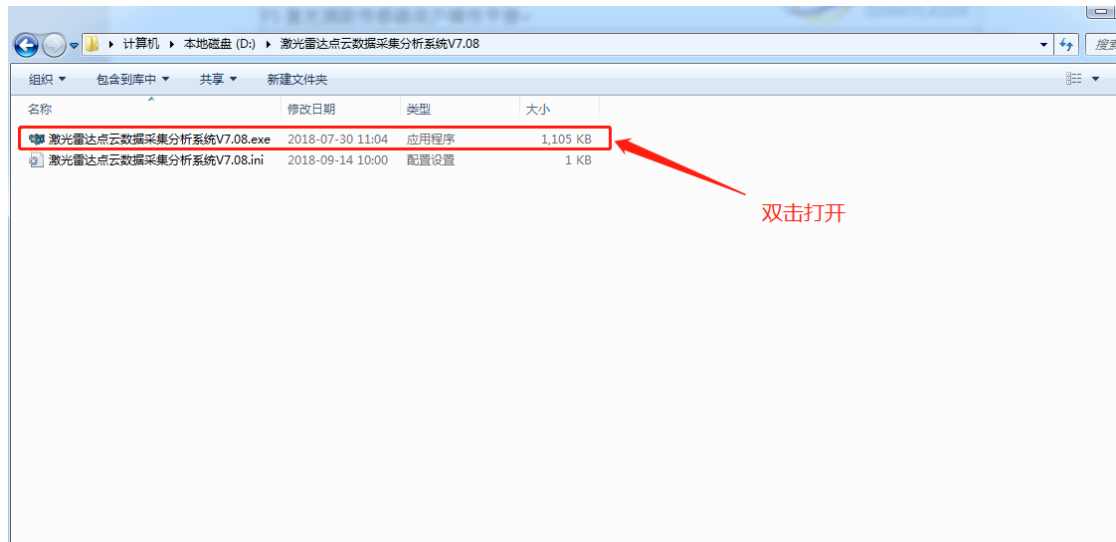 计算机 ▸ 本地磁盘 (D:) ▸ 激光雷达点云数据采集分析系统V7.08
组织 包含到库中 共享 新建文件夹
名称 修改日期 类型 大小
激光雷达点云数据采集分析系统V7.08.exe 2018-07-30 11:04 应用程序 1,105 KB
激光雷达点云数据采集分析系统V7.08.ini 2018-09-14 10:00 配置设置 1 KB
双击打开